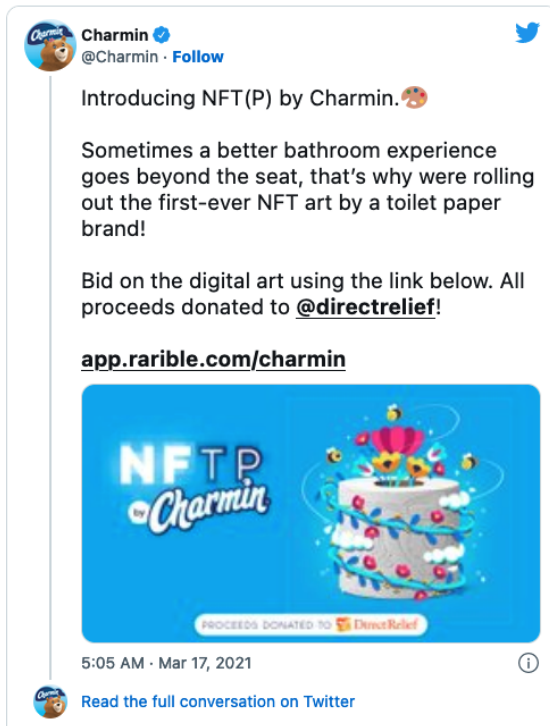 Charmin
Charmin
@Charmin · Follow
Introducing NFT(P) by Charmin.🎨
Sometimes a better bathroom experience
goes beyond the seat, that's why were rolling
out the first-ever NFT art by a toilet paper
brand!
Bid on the digital art using the link below. All
proceeds donated to @directrelief!
app.rarible.com/charmin
NFTP
by Charmin
PROCEEDS DONATED TO DirectRelief
5:05 AM · Mar 17, 2021
Charmin
Read the full conversation on Twitter